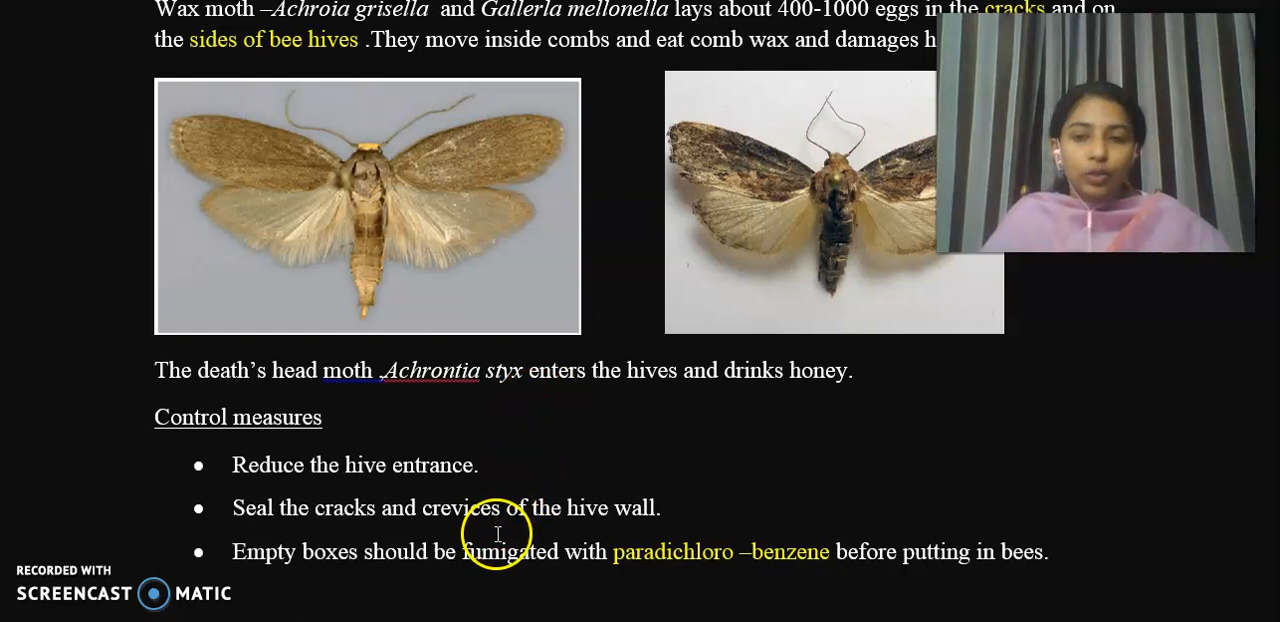 Wax moth –Achroia grisella and Gallerla mellonella lays about 400-1000 eggs in the cracks and on
the sides of bee hives .They move inside combs and eat comb wax and damages h
The death’s head moth ,Achrontia styx enters the hives and drinks honey.
Control measures
• Reduce the hive entrance.
• Seal the cracks and crevices of the hive wall.
• Empty boxes should be fumigated with paradichloro –benzene before putting in bees.
RECORDED WITH
SCREENCAST MATIC